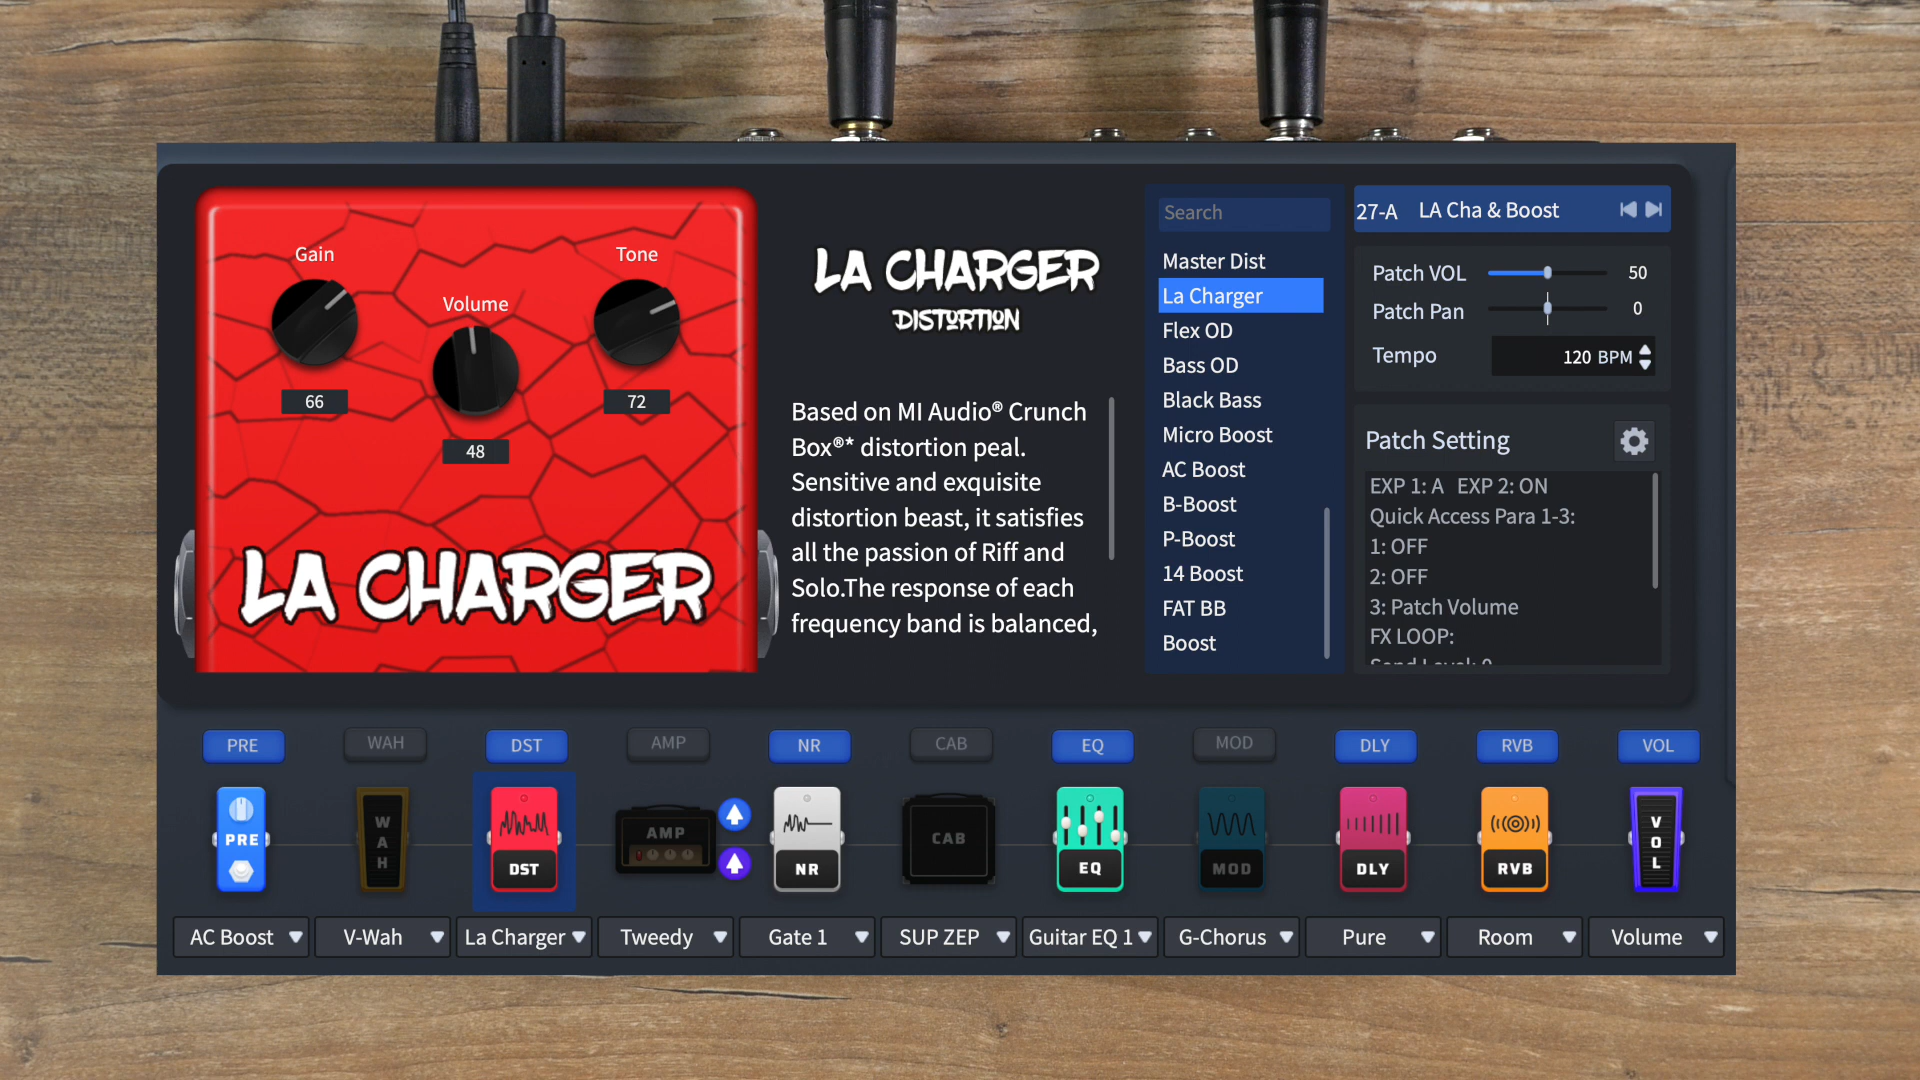 Gain
Volume
Tone
66
48
72
LA CHARGER
LA CHARGER
DISTORTION
Based on MI Audio® Crunch
Box®* distortion peal.
Sensitive and exquisite
distortion beast, it satisfies
all the passion of Riff and
Solo.The response of each
frequency band is balanced,
Search
Master Dist
La Charger
Flex OD
Bass OD
Black Bass
Micro Boost
AC Boost
B-Boost
P-Boost
14 Boost
FAT BB
Boost
27-A LA Cha & Boost
Patch VOL 50
Patch Pan 0
Tempo 120 BPM
Patch Setting
EXP 1: A EXP 2: ON
Quick Access Para 1-3:
1: OFF
2: OFF
3: Patch Volume
FX LOOP:
Send Level: 0
PRE WAH DST AMP NR CAB EQ MOD DLY RVB VOL
PRE WAH DST AMP NR CAB EQ MOD DLY RVB VOL
AC Boost V-Wah La Charger Tweedy Gate 1 SUP ZEP Guitar EQ 1 G-Chorus Pure Room Volume